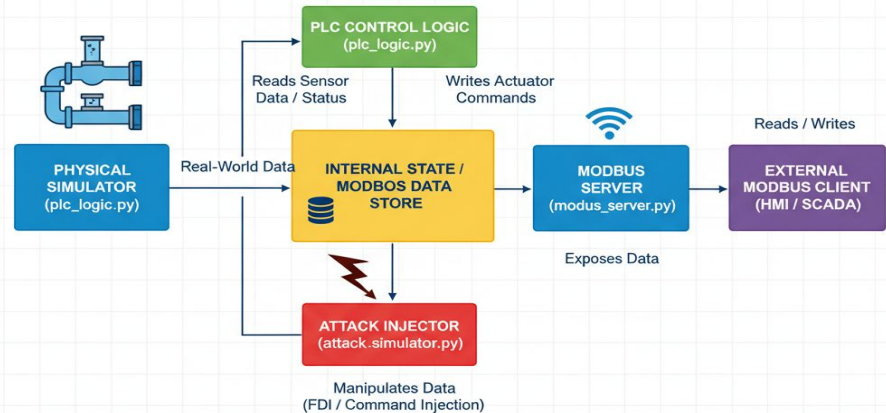 PLC CONTROL LOGIC
(plc_logic.py)
Reads Sensor
Data / Status
Writes Actuator
Commands
Reads / Writes
PHYSICAL
SIMULATOR
(plc_logic.py)
Real-World Data
INTERNAL STATE /
MODBOS DATA
STORE
MODBUS
SERVER
(modus_server.py)
EXTERNAL
MODBUS CLIENT
(HMI / SCADA)
Exposes Data
ATTACK INJECTOR
(attack.simulator.py)
Manipulates Data
(FDI / Command Injection)